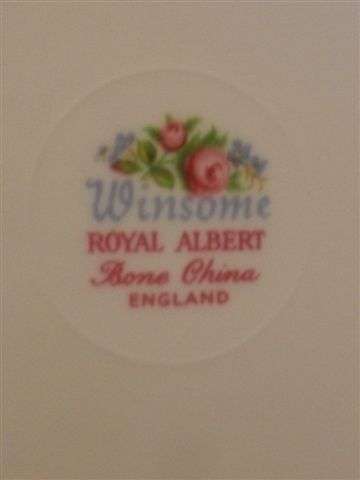 Winsome
ROYAL ALBERT
Bone China
ENGLAND